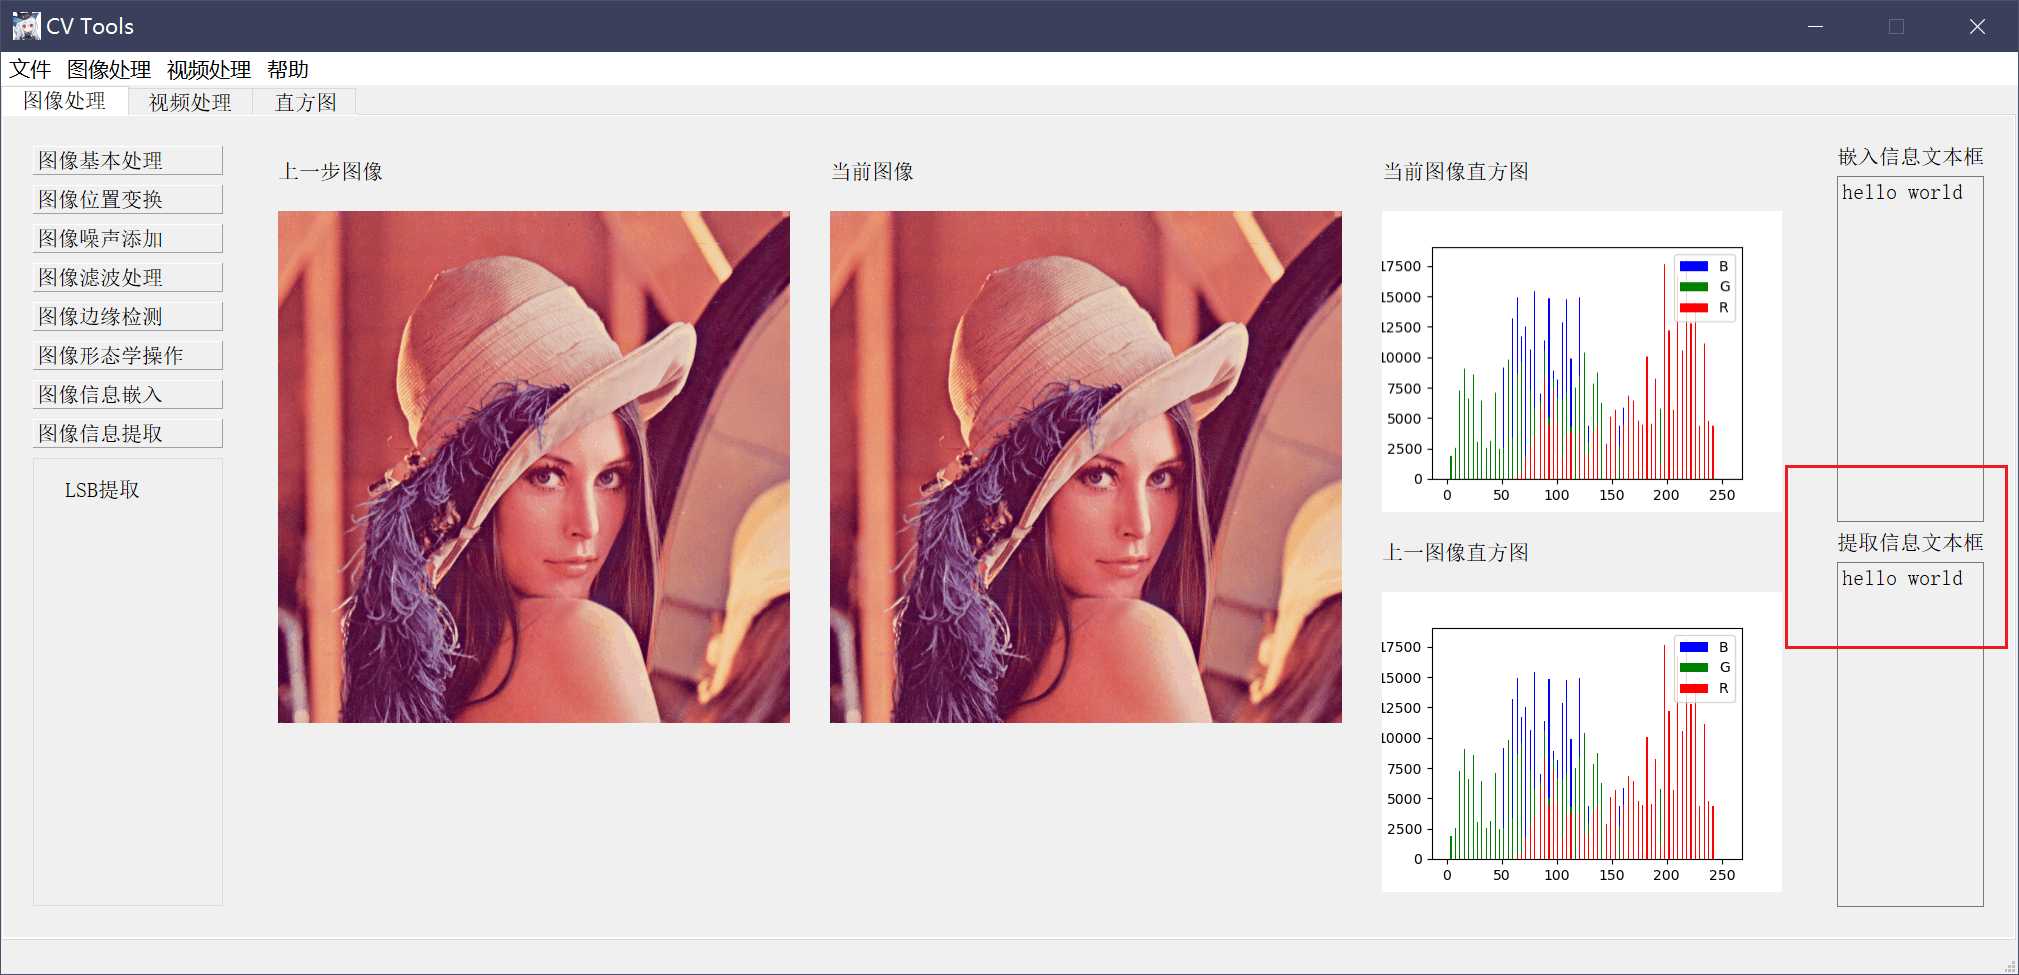 CV Tools
文件 图像处理 视频处理 帮助
图像处理 视频处理 直方图
图像基本处理
图像位置变换
图像噪声添加
图像滤波处理
图像边缘检测
图像形态学操作
图像信息嵌入
图像信息提取
LSB提取
上一步图像
当前图像
当前图像直方图
17500
15000
12500
10000
7500
5000
2500
0
0 50 100 150 200 250
B
G
R
上一图像直方图
17500
15000
12500
10000
7500
5000
2500
0
0 50 100 150 200 250
B
G
R
嵌入信息文本框
hello world
提取信息文本框
hello world